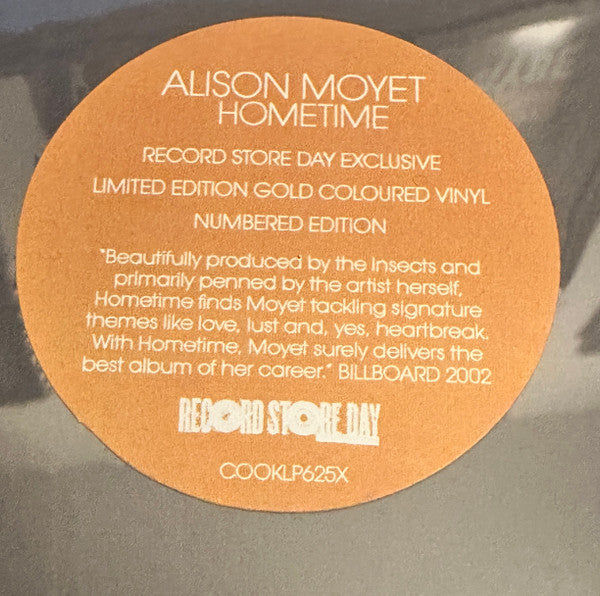 ALISON MOYET
HOMETIME
RECORD STORE DAY EXCLUSIVE
LIMITED EDITION GOLD COLOURED VINYL
NUMBERED EDITION
"Beautifully produced by the Insects and
primarily penned by the artist herself,
Hometime finds Moyet tackling signature
themes like love, lust and, yes, heartbreak.
With Hometime, Moyet surely delivers the
best album of her career." BILLBOARD 2002
RECORD STORE DAY
COOKLP625X